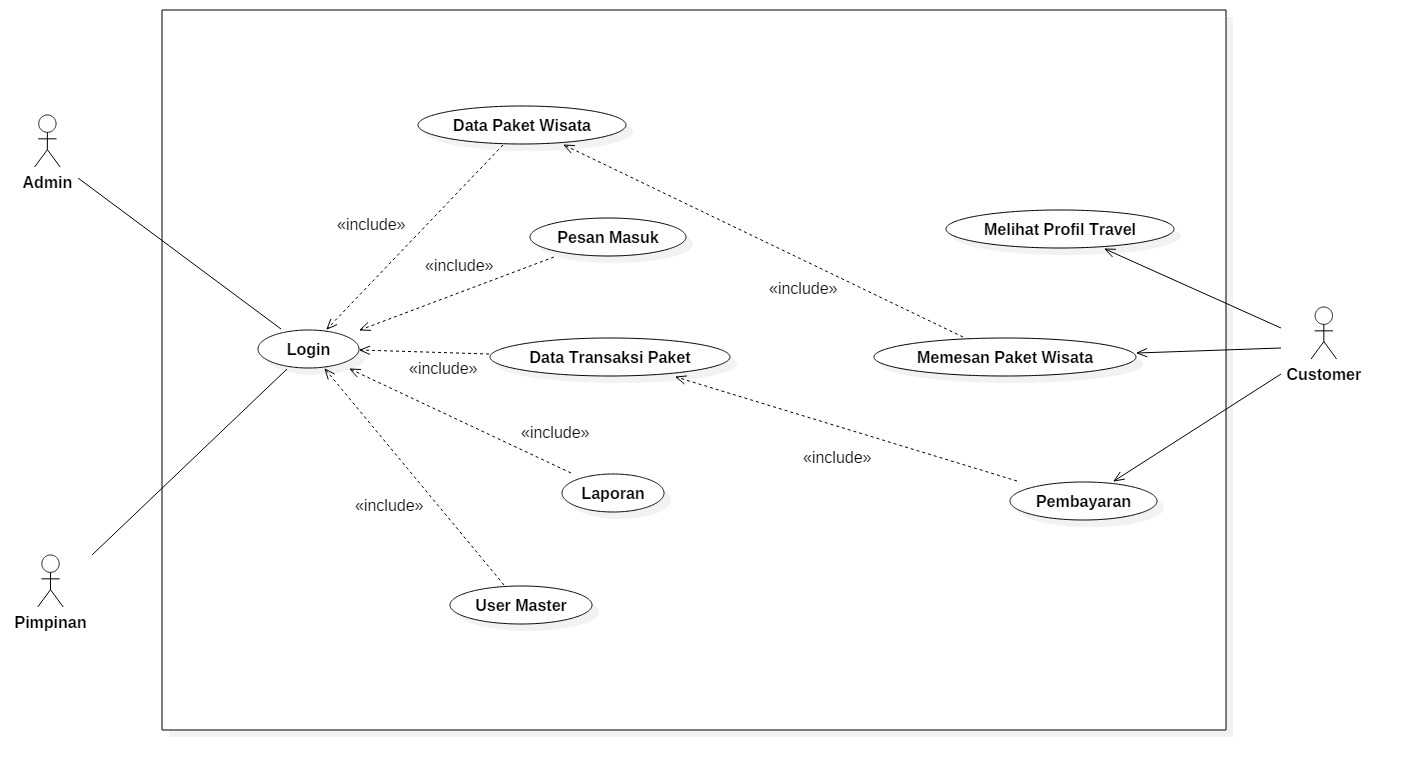 Data Paket Wisata
Admin
«include»
Pesan Masuk
Melihat Profil Travel
«include»
«include»
Login
Data Transaksi Paket
Memesan Paket Wisata
«include»
Customer
«include»
«include»
Laporan
Pembayaran
«include»
User Master
Pimpinan